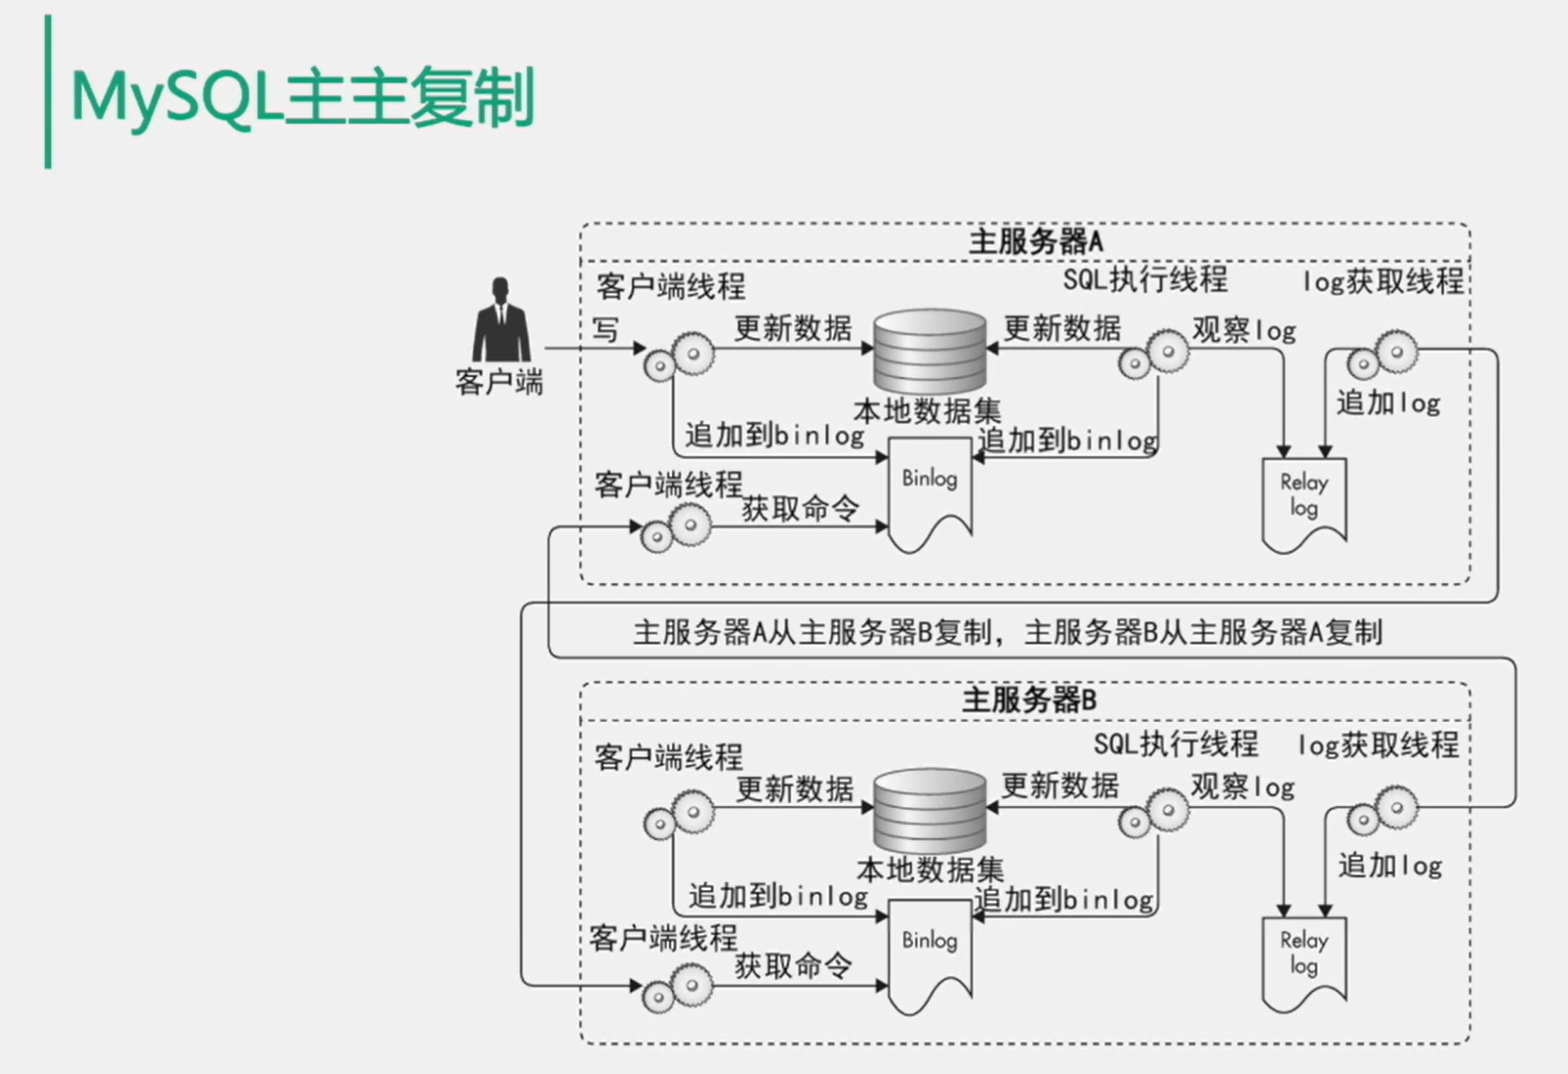 MySQL主主复制
主服务器A
客户端线程
SQL执行线程
log获取线程
写
更新数据
更新数据
观察log
客户端
本地数据集
追加log
追加到binlog
追加到binlog
Binlog
Relay
log
客户端线程
获取命令
主服务器A从主服务器B复制，主服务器B从主服务器A复制
主服务器B
客户端线程
SQL执行线程
log获取线程
更新数据
更新数据
观察log
本地数据集
追加log
追加到binlog
追加到binlog
Binlog
Relay
log
客户端线程
获取命令